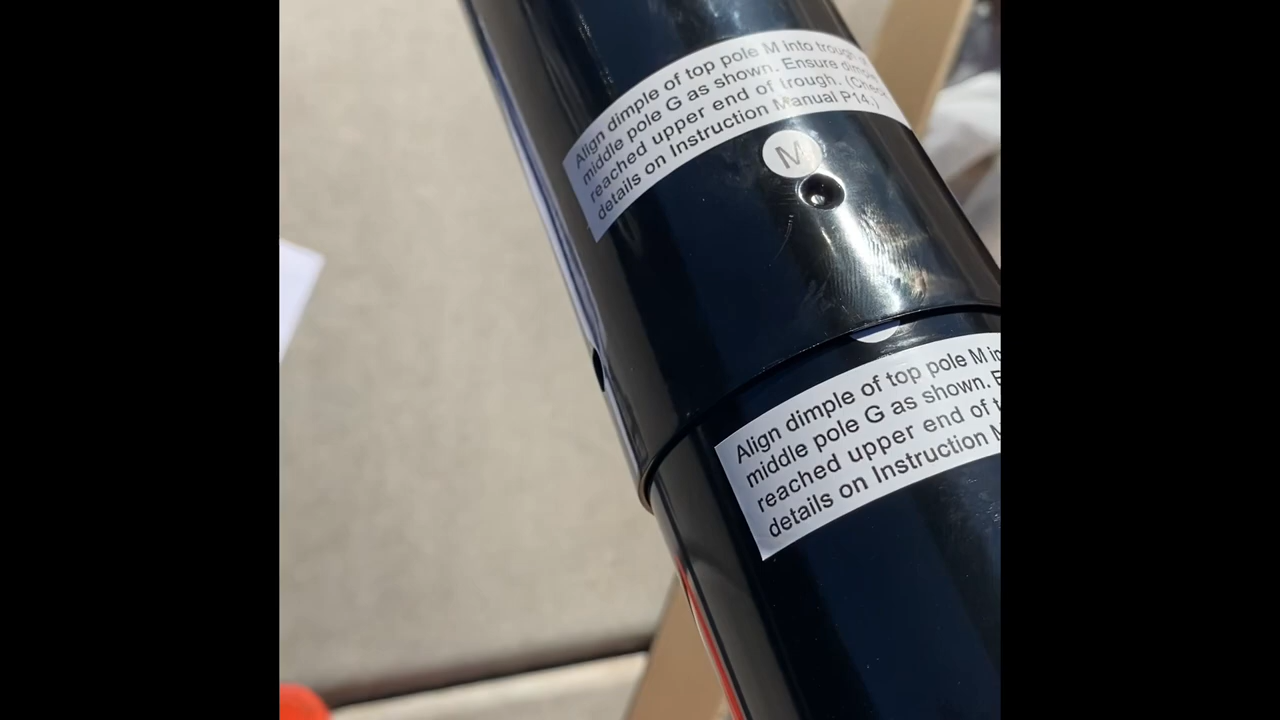 Align dimple of top pole M into trough of
middle pole G as shown. Ensure dimple
reached upper end of trough. (Check
details on Instruction Manual P14.)
M
Align dimple of top pole M
middle pole G as shown.
reached upper end of
details on Instruction